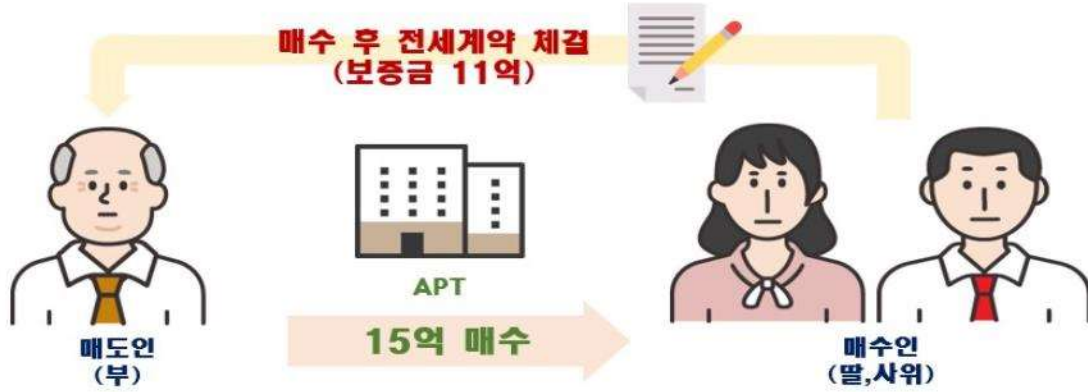 매수 후 전세계약 체결
(보증금 11억)
APT
15억 매수
매도인
(부)
매수인
(딸,사위)